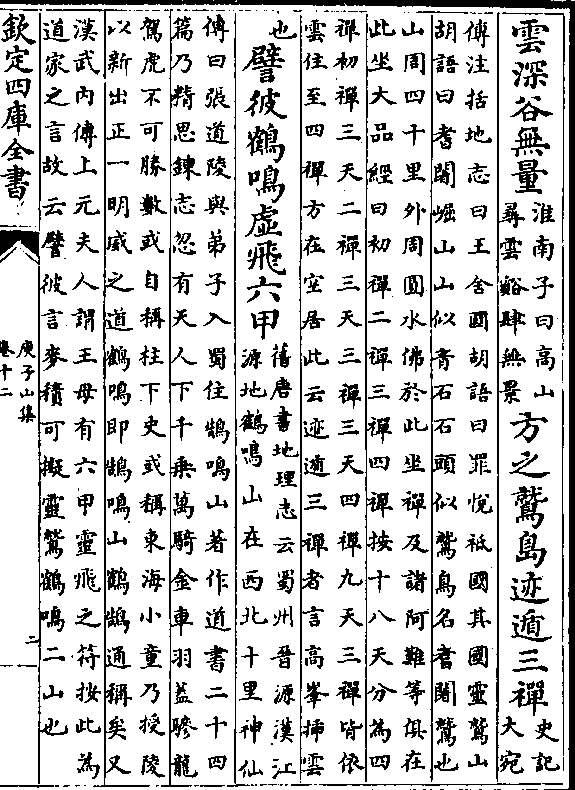 雲深谷無量
淮南子曰高山
尋雲谿肆無景
方之鷲島迹遁三禪
史記
大宛
傳注括地志曰王舍國胡語曰罪悅祗國其國靈鷲山
胡語曰耆闍崛山山似青石石頭似鷲鳥名耆闍鷲也
山周四十里外周圓水佛於此坐禪及諸阿難等俱在
此坐大品經曰初禪二禪三禪四禪按十八天分為四
禪初禪三天二禪三天三禪三天四禪九天三禪皆依
雲住至四禪方在空居此云迹遁三禪者言高峯揷雲
也
譬彼鶴鳴虛飛六甲
舊唐書地理志云蜀州晉源漢江
源地鶴鳴山在西北十里神仙
傳曰張道陵與弟子入蜀住鵠鳴山著作道書二十四
篇乃精思鍊志忽有天人下千乘萬騎金車羽蓋驂龍
駕虎不可勝數或自稱柱下史或稱東海小童乃授陵
以新出正一明威之道鶴鳴即鵠鳴山鶴鵠通稱矣又
漢武內傳上元夫人謂王母有六甲靈飛之符按此為
道家之言故云譬彼言麥積可擬靈鷲鶴鳴二山也
欽定四庫全書
庾子山集
卷十二
二